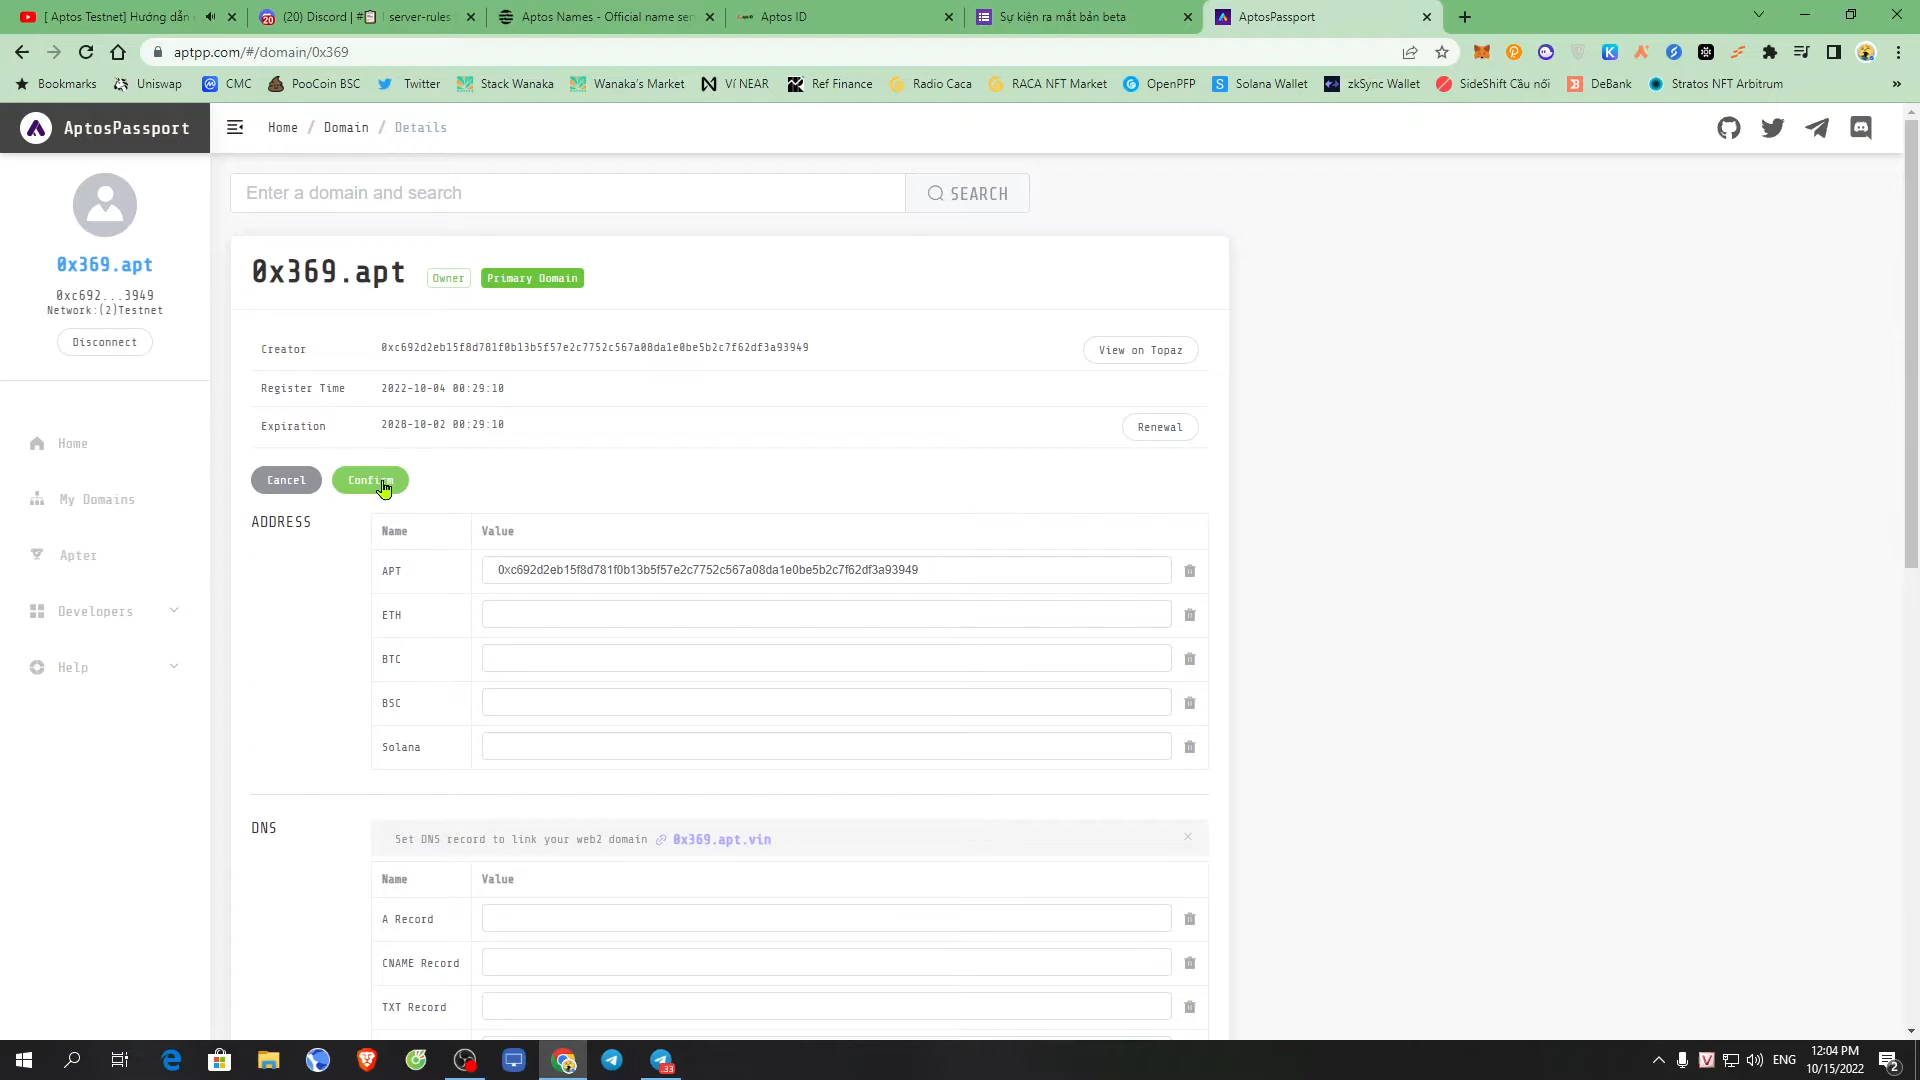 [ Aptos Testnet] Hướng dẫn
(20) Discord | #📋 | server-rules
Aptos Names - Official name ser
Aptos ID
Sự kiện ra mắt bản beta
AptosPassport
aptpp.com/#/domain/0x369
Bookmarks
Uniswap
CMC
PooCoin BSC
Twitter
Stack Wanaka
Wanaka's Market
Ví NEAR
Ref Finance
Radio Caca
RACA NFT Market
OpenPFP
Solana Wallet
zkSync Wallet
SideShift Cầu nối
DeBank
Stratos NFT Arbitrum
»
AptosPassport
Home / Domain / Details
0x369.apt
0xc692...3949
Network:(2)Testnet
Disconnect
Home
My Domains
Apter
Developers
Help
Enter a domain and search
SEARCH
0x369.apt
Owner
Primary Domain
Creator 0xc692d2eb15f8d781f0b13b5f57e2c7752c567a08da1e0be5b2c7f62df3a93949
View on Topaz
Register Time 2022-10-04 00:29:10
Expiration 2028-10-02 00:29:10
Renewal
Cancel
Confirm
ADDRESS
Name Value
APT 0xc692d2eb15f8d781f0b13b5f57e2c7752c567a08da1e0be5b2c7f62df3a93949
ETH
BTC
BSC
Solana
DNS
Set DNS record to link your web2 domain 0x369.apt.vin
Name Value
A Record
CNAME Record
TXT Record
33
ENG
12:04 PM
10/15/2022
2